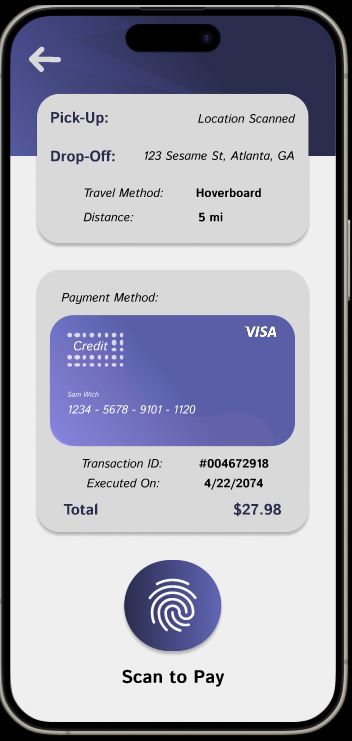 Pick-Up: Location Scanned
Drop-Off: 123 Sesame St, Atlanta, GA
Travel Method: Hoverboard
Distance: 5 mi
Payment Method:
VISA
Credit
Sam Wich
1234 - 5678 - 9101 - 1120
Transaction ID: #004672918
Executed On: 4/22/2074
Total $27.98
Scan to Pay